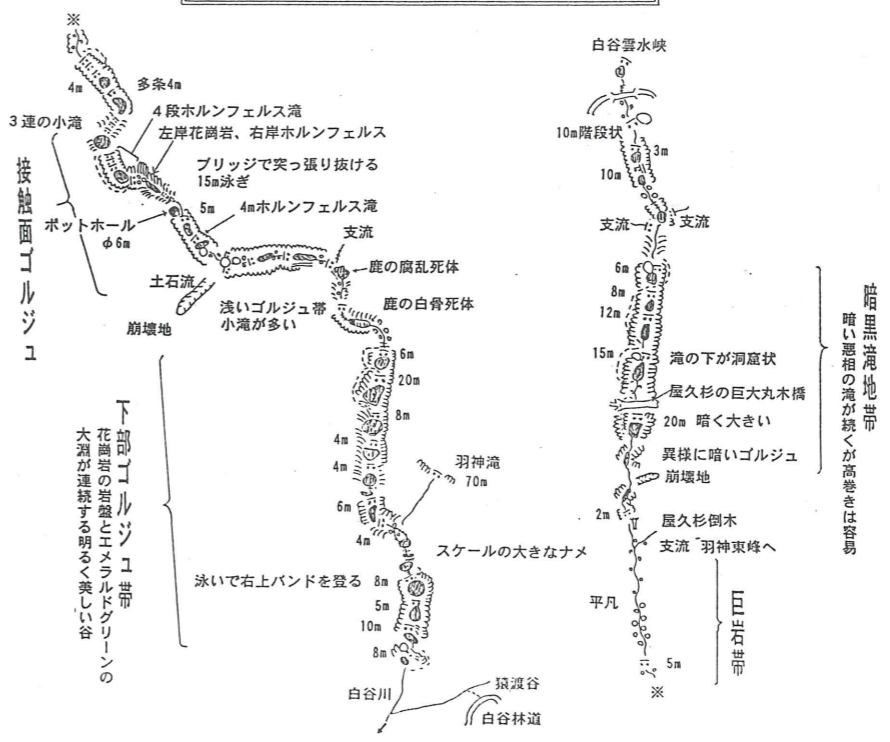 ※
4m
多条4m
4段ホルンフェルス滝
3連の小滝
左岸花崗岩、右岸ホルンフェルス
ブリッジで突っ張り抜ける
15m泳ぎ
接触面ゴルジュ
5m
4mホルンフェルス滝
ポットホール
φ6m
支流
鹿の腐乱死体
土石流
浅いゴルジュ帯
小滝が多い
鹿の白骨死体
崩壊地
6m
20m
8m
4m
4m
羽神滝
70m
6m
4m
スケールの大きなナメ
下部ゴルジュ帯
花崗岩の岩盤とエメラルドグリーンの
大淵が連続する明るく美しい谷
泳いで右上バンドを登る
8m
5m
10m
8m
白谷川
猿渡谷
白谷林道
白谷雲水峡
10m階段状
3m
10m
支流
支流
6m
8m
12m
15m
滝の下が洞窟状
屋久杉の巨大丸木橋
20m 暗く大きい
異様に暗いゴルジュ
崩壊地
暗黒滝地帯
暗い悪相の滝が続くが高巻きは容易
2m
屋久杉倒木
支流 羽神東峰へ
平凡
巨岩帯
5m
※